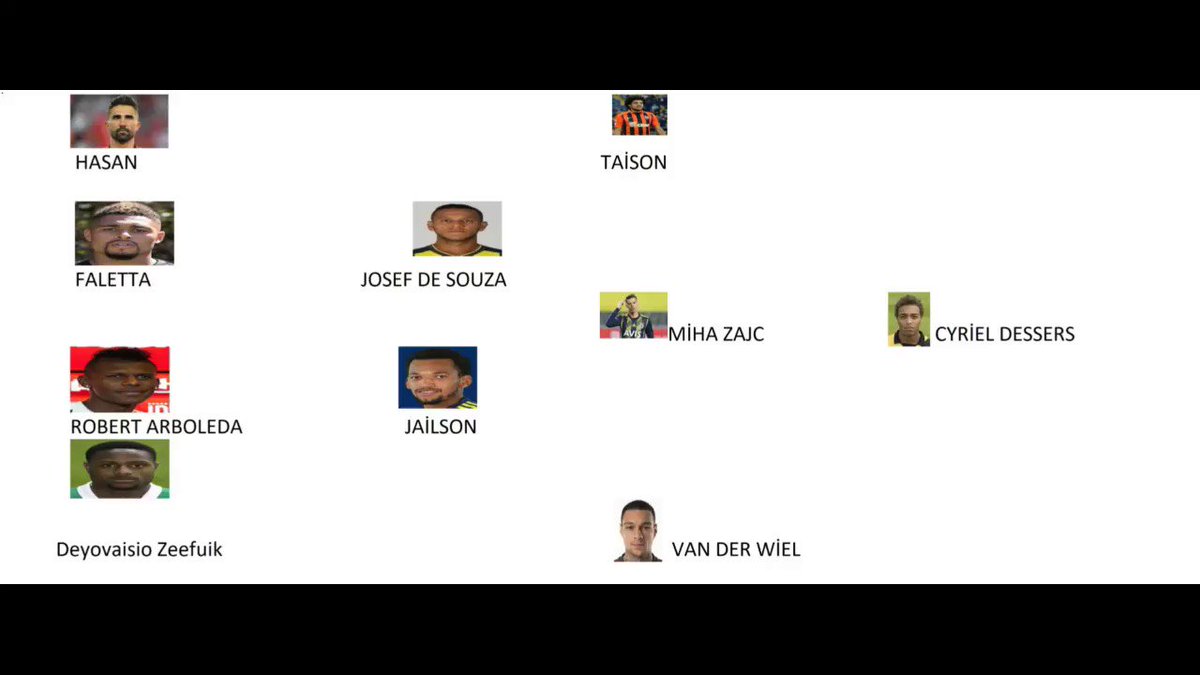 HASAN
TAİSON
FALETTA
JOSEF DE SOUZA
AVIS
MİHA ZAJC
CYRİEL DESSERS
ROBERT ARBOLEDA
JAİLSON
Deyovaisio Zeefuik
VAN DER WİEL